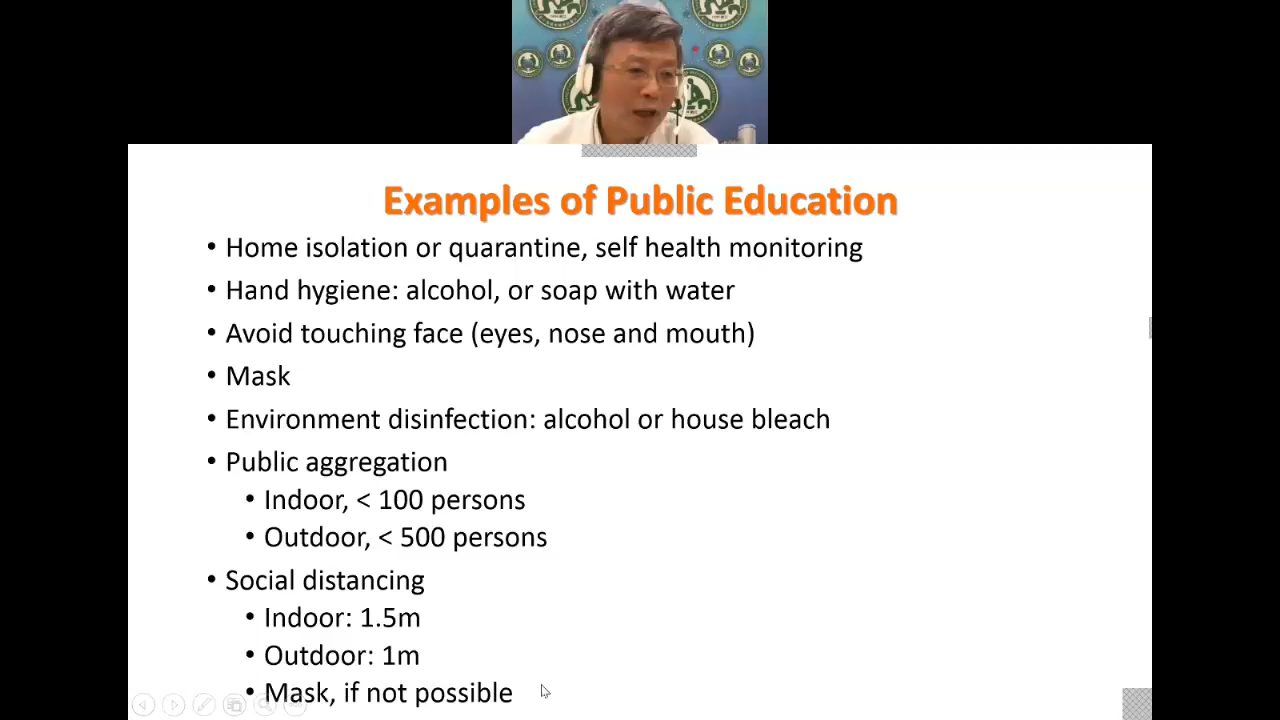 Examples of Public Education
• Home isolation or quarantine, self health monitoring
• Hand hygiene: alcohol, or soap with water
• Avoid touching face (eyes, nose and mouth)
• Mask
• Environment disinfection: alcohol or house bleach
• Public aggregation
• Indoor, < 100 persons
• Outdoor, < 500 persons
• Social distancing
• Indoor: 1.5m
• Outdoor: 1m
• Mask, if not possible